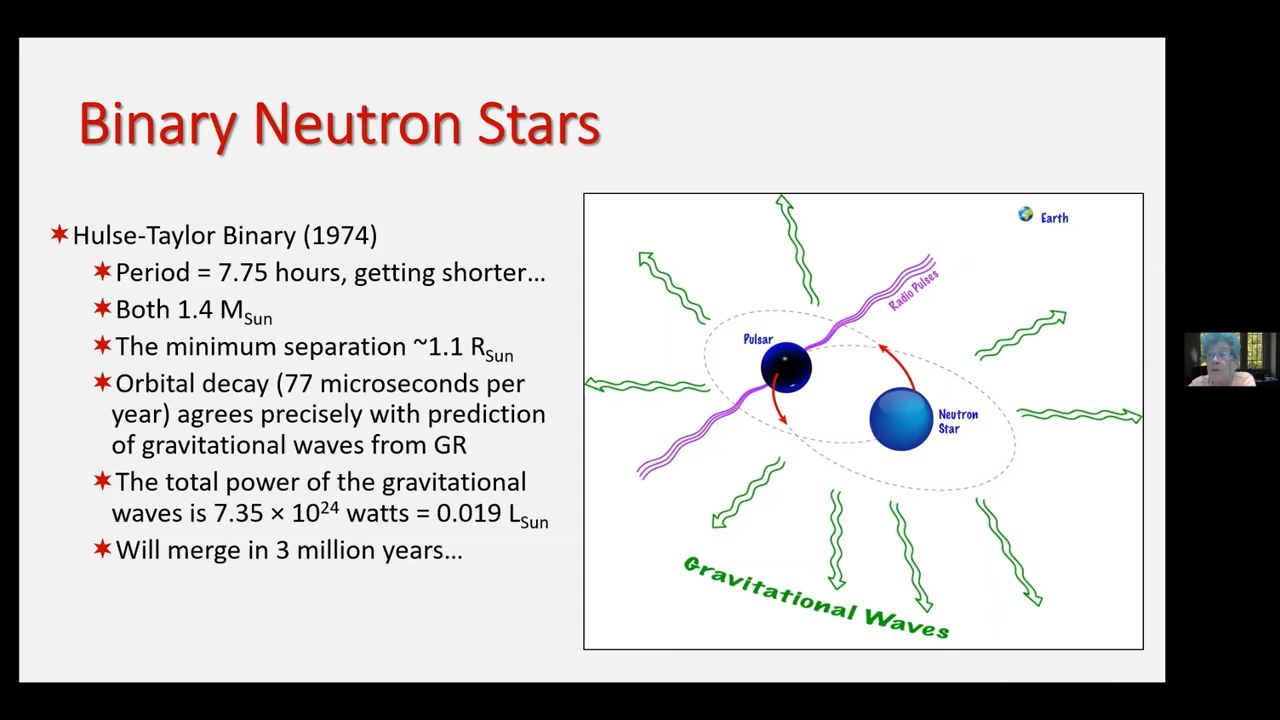 Binary Neutron Stars
✶Hulse-Taylor Binary (1974)
✶Period = 7.75 hours, getting shorter…
✶Both 1.4 M_Sun
✶The minimum separation ~1.1 R_Sun
✶Orbital decay (77 microseconds per
year) agrees precisely with prediction
of gravitational waves from GR
✶The total power of the gravitational
waves is 7.35 × 10²⁴ watts = 0.019 L_Sun
✶Will merge in 3 million years…
Earth
Radio Pulses
Pulsar
Neutron
Star
Gravitational Waves